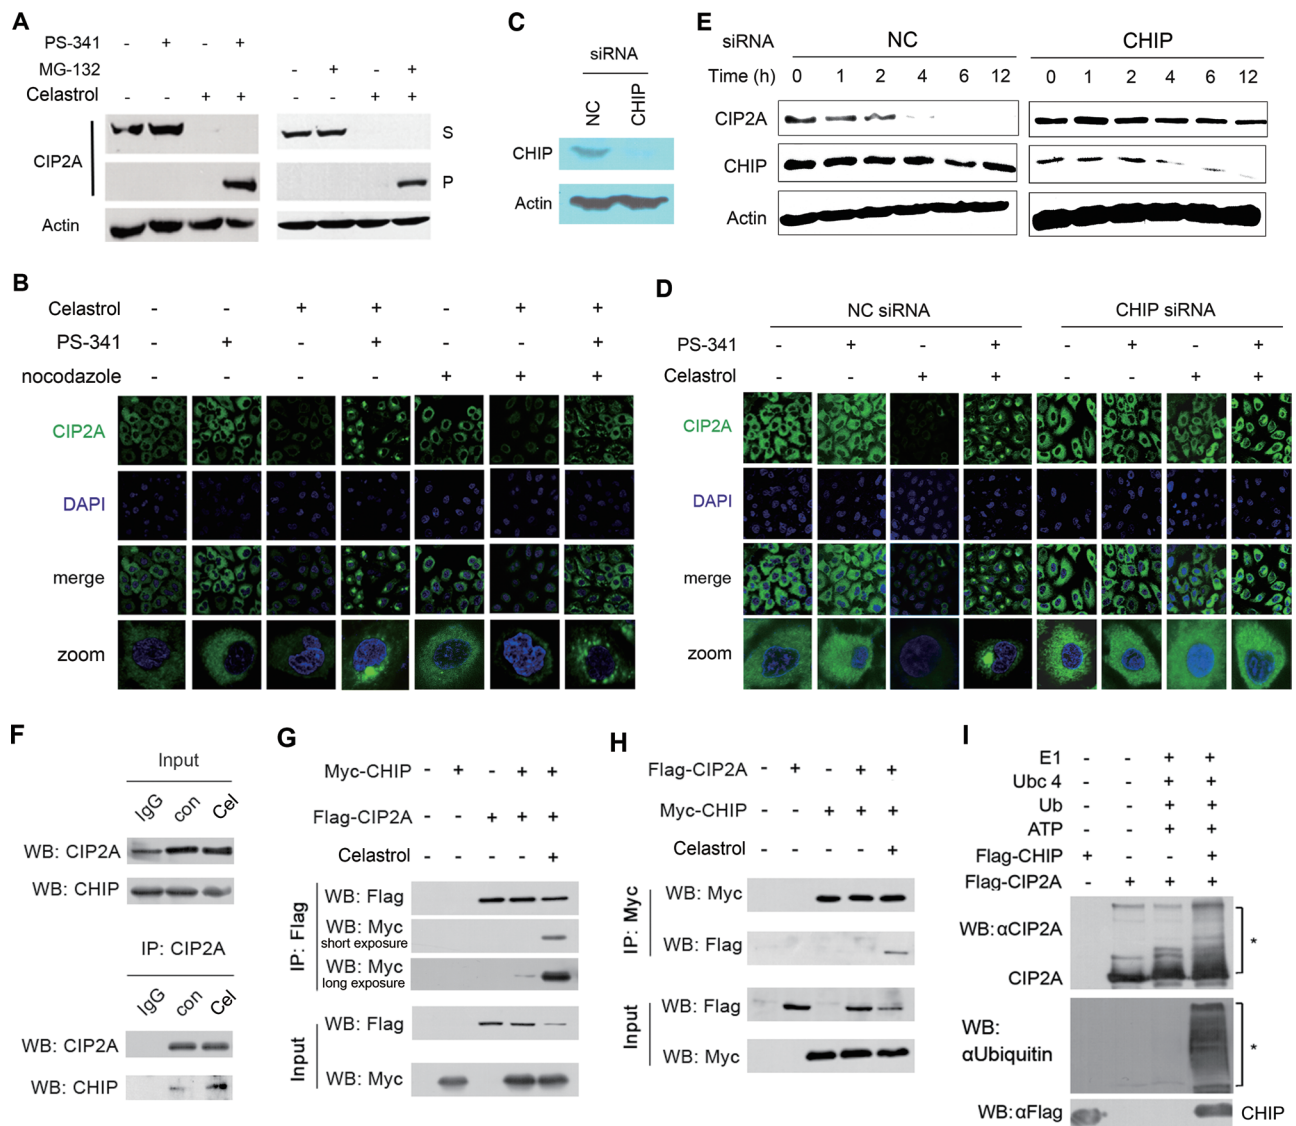 A
PS-341 - + - +
MG-132 - + - +
Celastrol - - + + - - + +
CIP2A
S
P
Actin
B
Celastrol - - + + - + +
PS-341 - + - + - - +
nocodazole - - - - + + +
CIP2A
DAPI
merge
zoom
C
siRNA
NC CHIP
CHIP
Actin
D
NC siRNA CHIP siRNA
PS-341 - + - + - + - +
Celastrol - - + + - - + +
CIP2A
DAPI
merge
zoom
E
siRNA NC CHIP
Time (h) 0 1 2 4 6 12 0 1 2 4 6 12
CIP2A
CHIP
Actin
F
Input
IgG con Cel
WB: CIP2A
WB: CHIP
IP: CIP2A
IgG con Cel
WB: CIP2A
WB: CHIP
G
Myc-CHIP - + - + +
Flag-CIP2A - - + + +
Celastrol - - - - +
IP: Flag
WB: Flag
WB: Myc
short exposure
WB: Myc
long exposure
Input
WB: Flag
WB: Myc
H
Flag-CIP2A - + - + +
Myc-CHIP - - + + +
Celastrol - - - - +
IP: Myc
WB: Myc
WB: Flag
Input
WB: Flag
WB: Myc
I
E1 - - + +
Ubc 4 - - + +
Ub - - + +
ATP - - + +
Flag-CHIP + - - +
Flag-CIP2A - + + +
WB: αCIP2A
*
CIP2A
WB:
αUbiquitin
*
WB: αFlag
CHIP